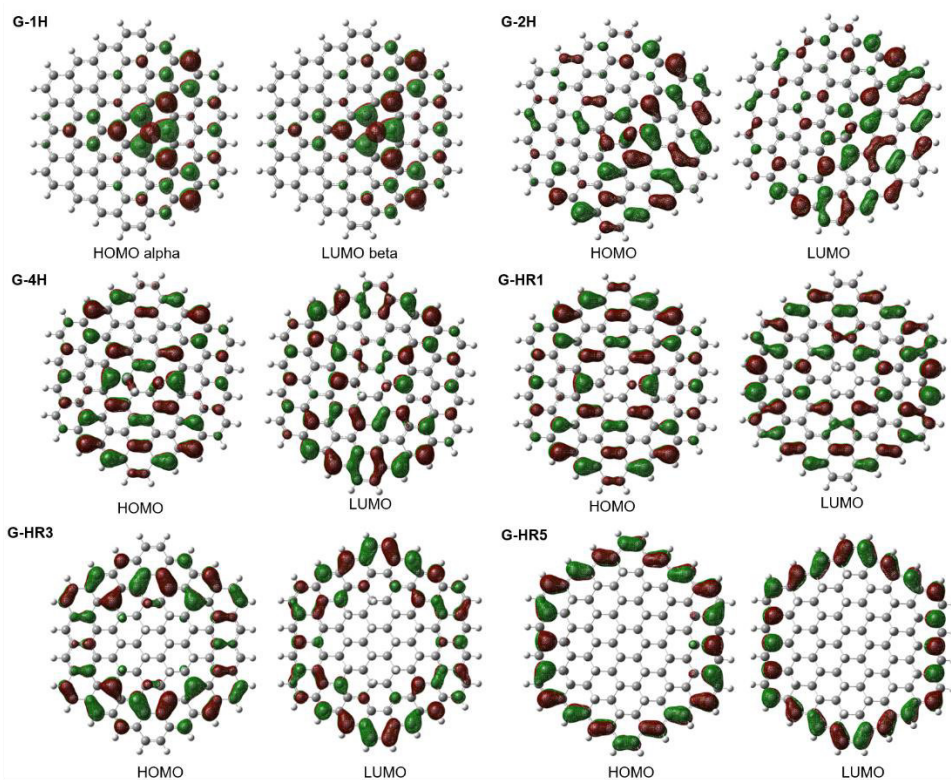 G-1H
G-2H
HOMO alpha
LUMO beta
HOMO
LUMO
G-4H
G-HR1
HOMO
LUMO
HOMO
LUMO
G-HR3
G-HR5
HOMO
LUMO
HOMO
LUMO